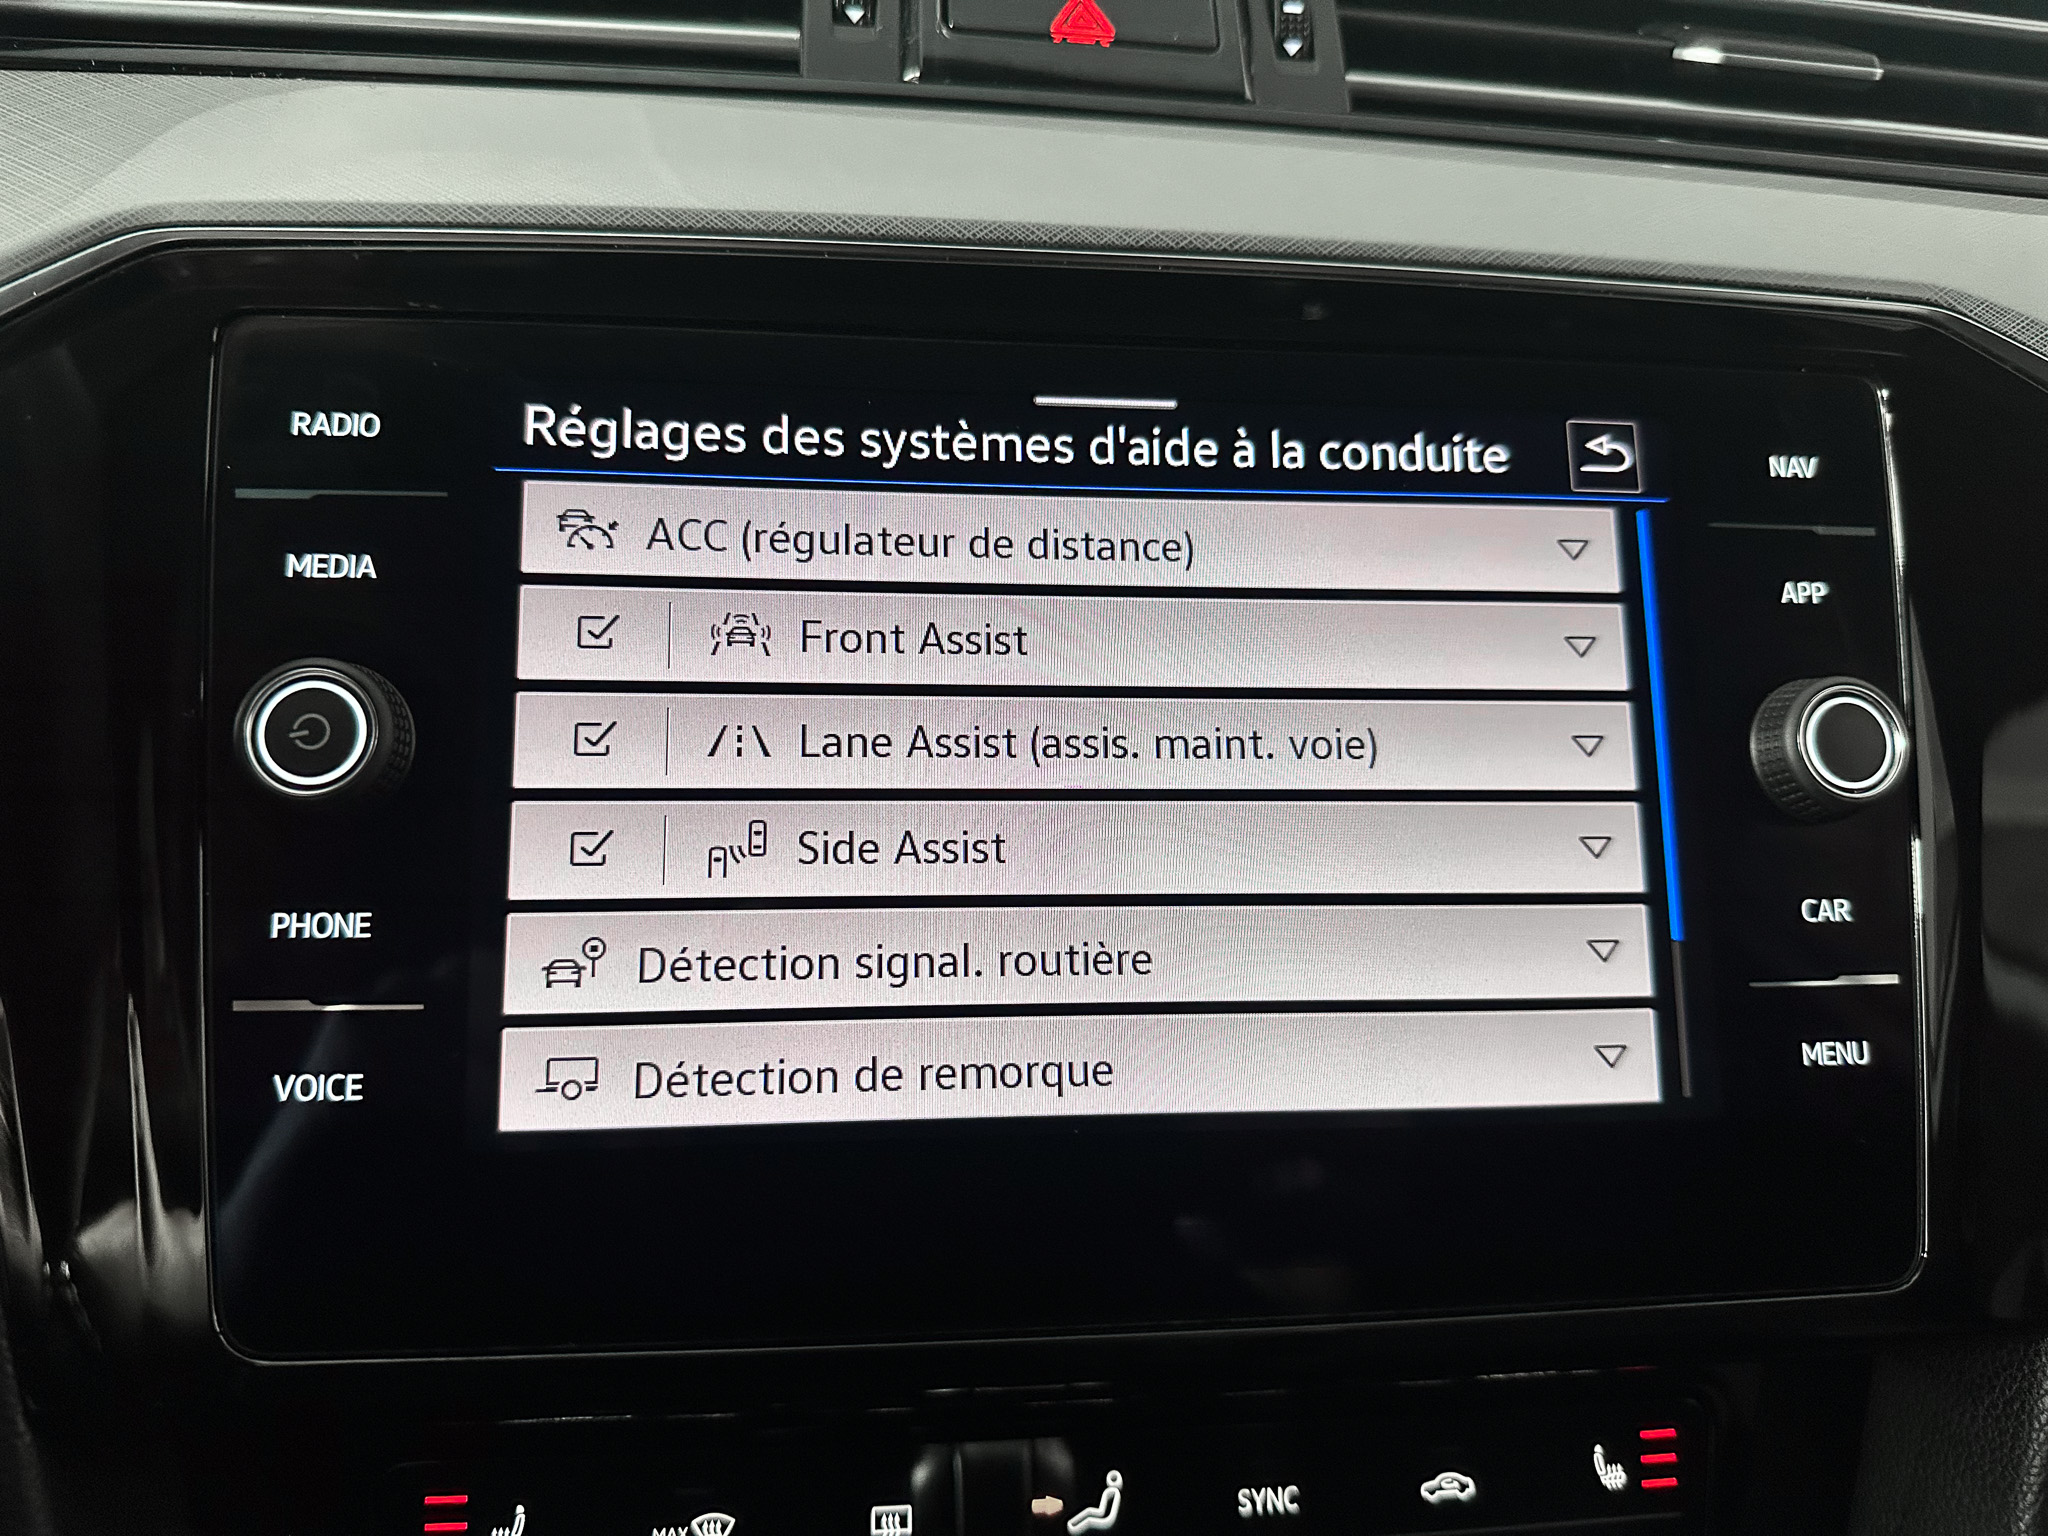 RADIO
MEDIA
PHONE
VOICE
Réglages des systèmes d'aide à la conduite
ACC (régulateur de distance)
Front Assist
Lane Assist (assis. maint. voie)
Side Assist
Détection signal. routière
Détection de remorque
NAV
APP
CAR
MENU
MAX
SYNC